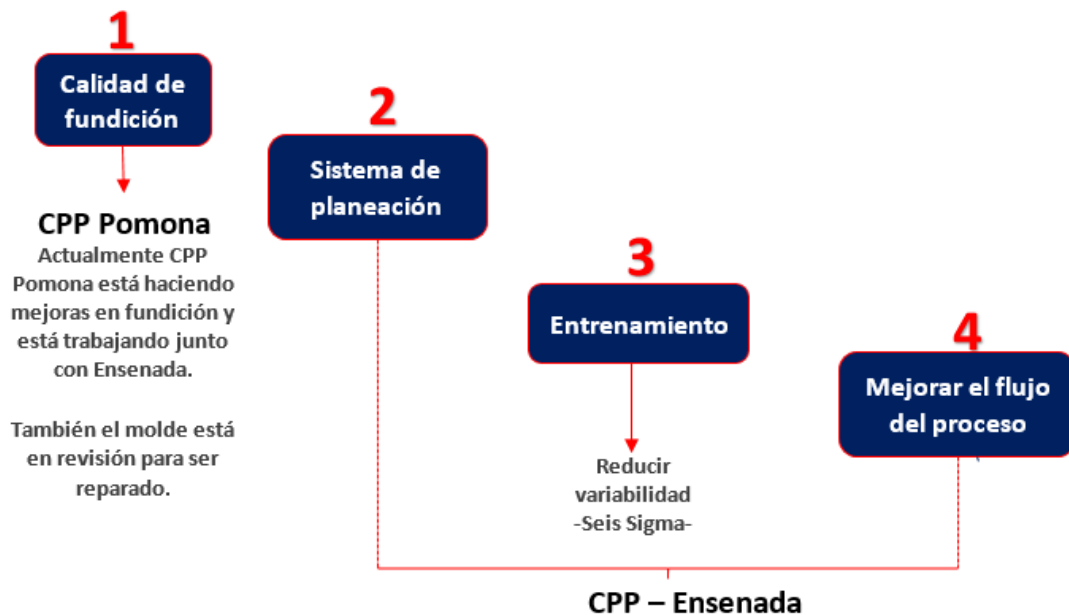 1
Calidad de
fundición
CPP Pomona
Actualmente CPP
Pomona está haciendo
mejoras en fundición y
está trabajando junto
con Ensenada.
También el molde está
en revisión para ser
reparado.
2
Sistema de
planeación
3
Entrenamiento
Reducir
variabilidad
-Seis Sigma-
4
Mejorar el flujo
del proceso
CPP – Ensenada